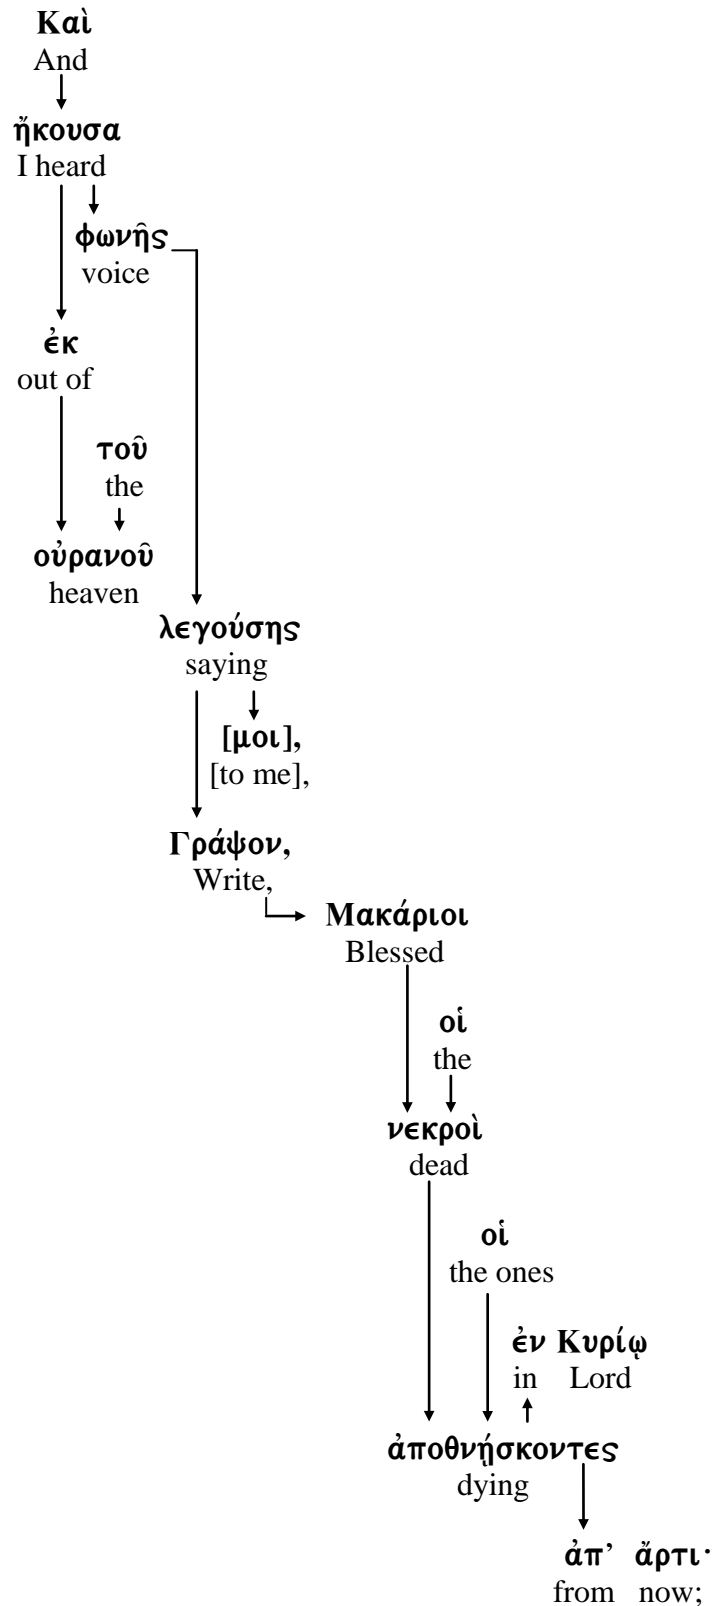 Καὶ
And
ἤκουσα
I heard
φωνῆς
voice
ἐκ
out of
τοῦ
the
οὐρανοῦ
heaven
λεγούσης
saying
[μοι],
[to me],
Γράψον,
Write,
Μακάριοι
Blessed
οἱ
the
νεκροὶ
dead
οἱ
the ones
ἐν Κυρίῳ
in Lord
ἀποθνῄσκοντες
dying
ἀπ’ ἄρτι·
from now;